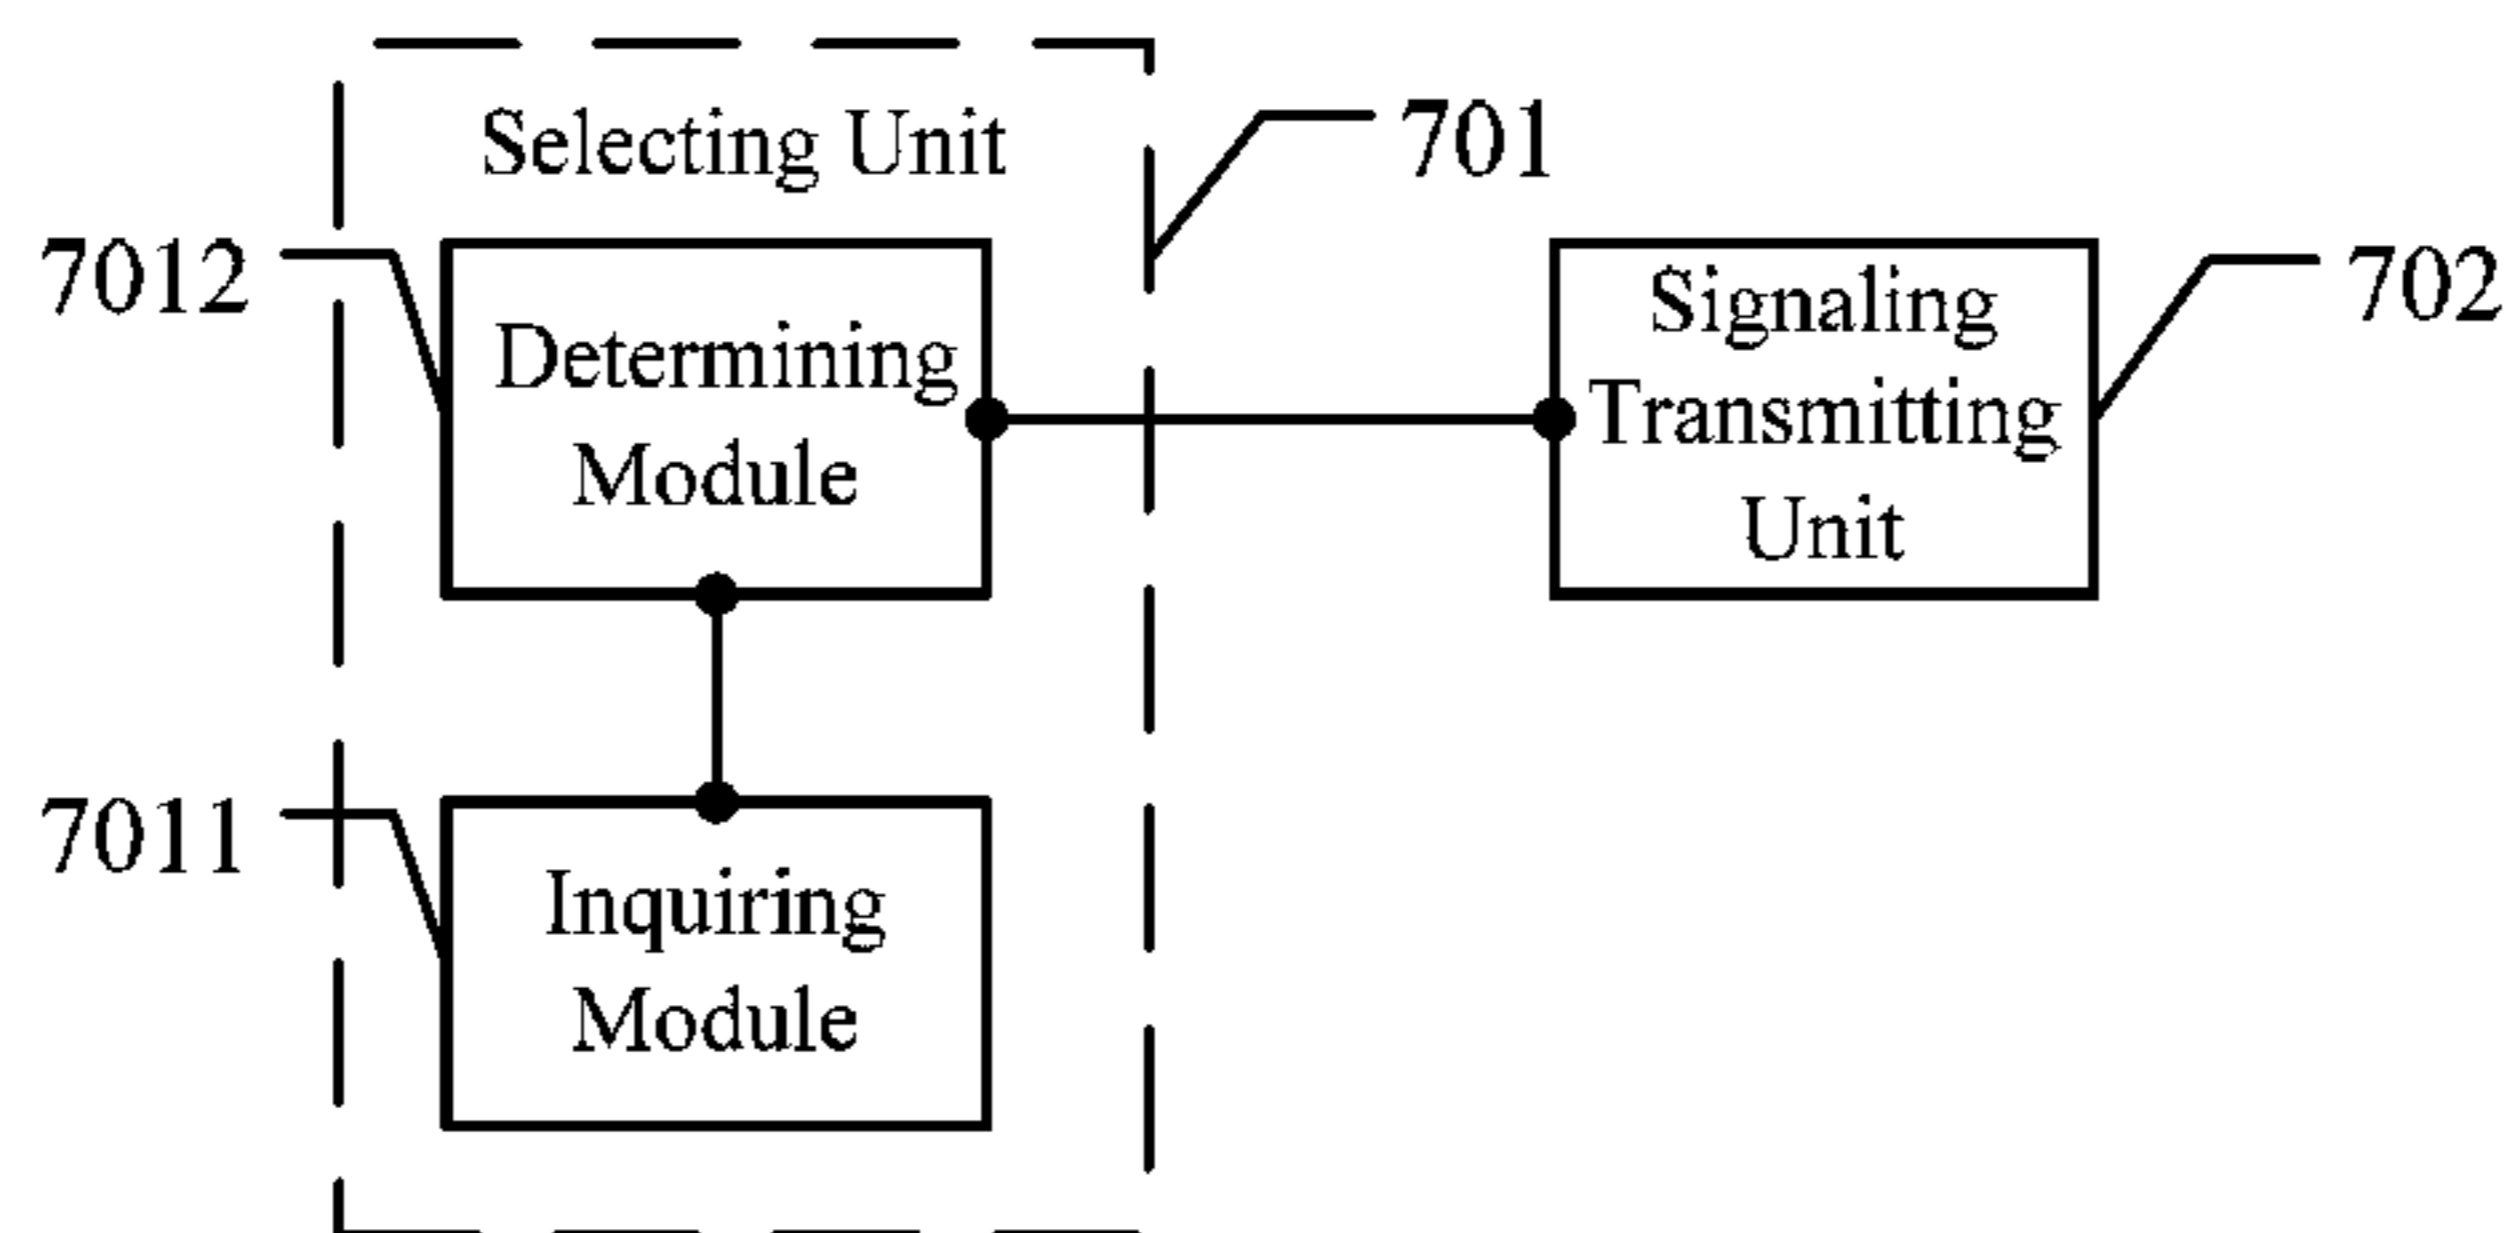 Selecting Unit
701
7012
Determining
Module
Signaling
Transmitting
Unit
702
7011
Inquiring
Module